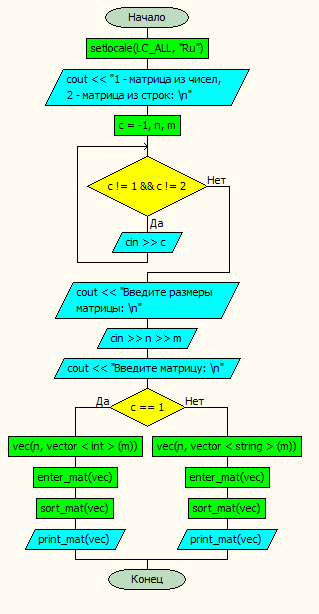 Начало
setlocale(LC_ALL, "Ru")
cout << "1 - матрица из чисел,
2 - матрица из строк: \n"
c = -1, n, m
c != 1 && c != 2
Нет
Да
cin >> c
cout << "Введите размеры
матрицы: \n"
cin >> n >> m
cout << "Введите матрицу: \n"
Да
c == 1
Нет
vec(n, vector < int > (m))
vec(n, vector < string > (m))
enter_mat(vec)
enter_mat(vec)
sort_mat(vec)
sort_mat(vec)
print_mat(vec)
print_mat(vec)
Конец